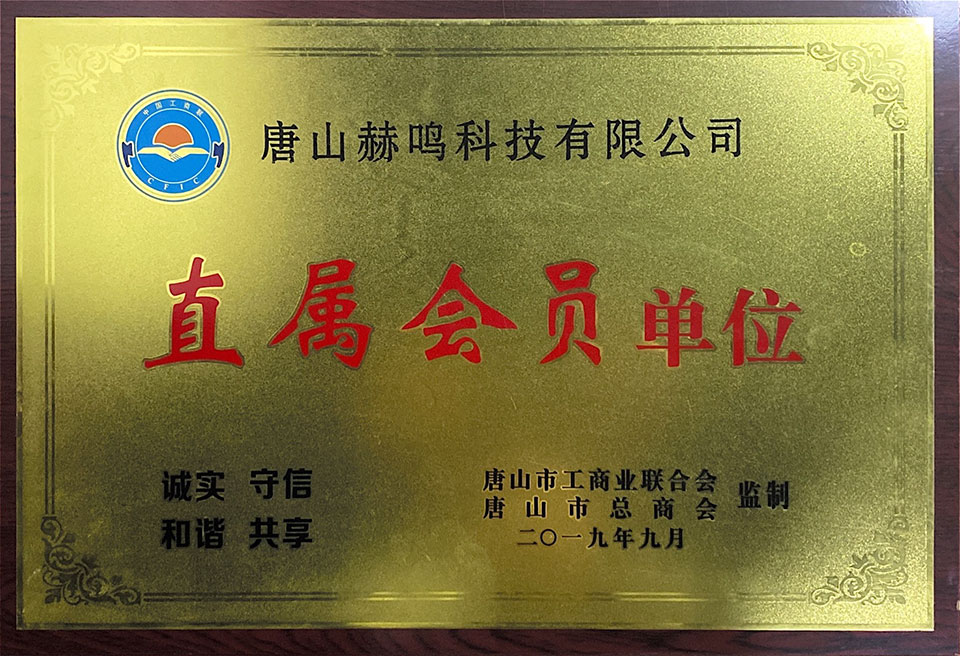 中国工商联
CFIC
唐山赫鸣科技有限公司
直属会员单位
诚实 守信
和谐 共享
唐山市工商业联合会
唐山市总商会
监制
二〇一九年九月